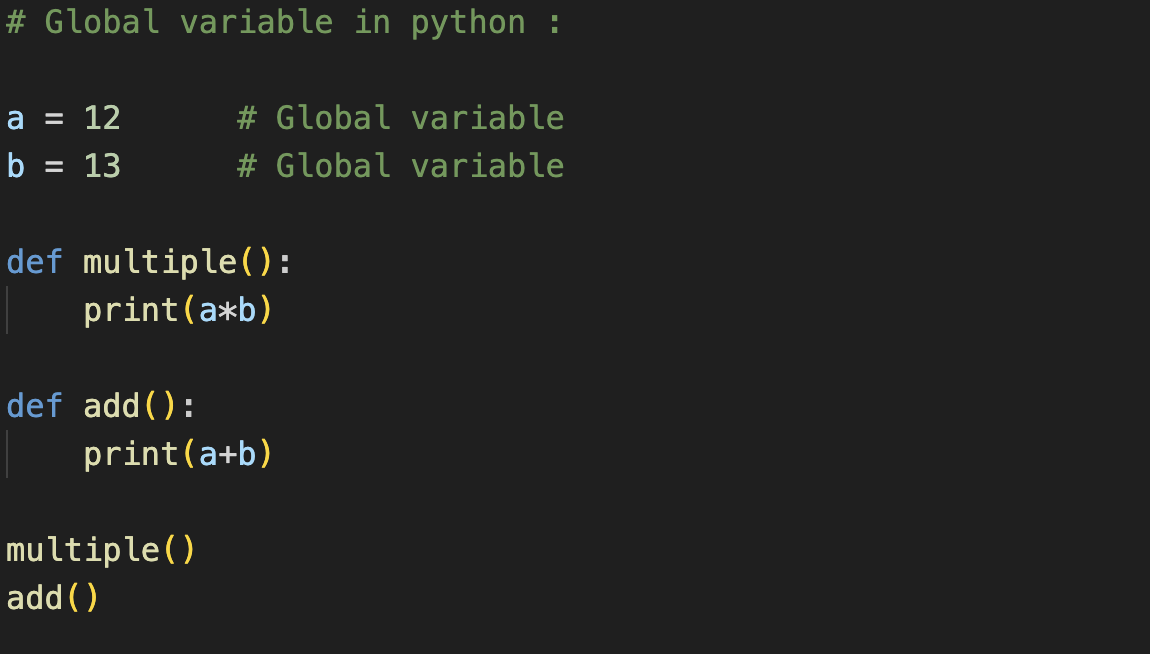 # Global variable in python :
a = 12      # Global variable
b = 13      # Global variable
def multiple():
    print(a*b)
def add():
    print(a+b)
multiple()
add()